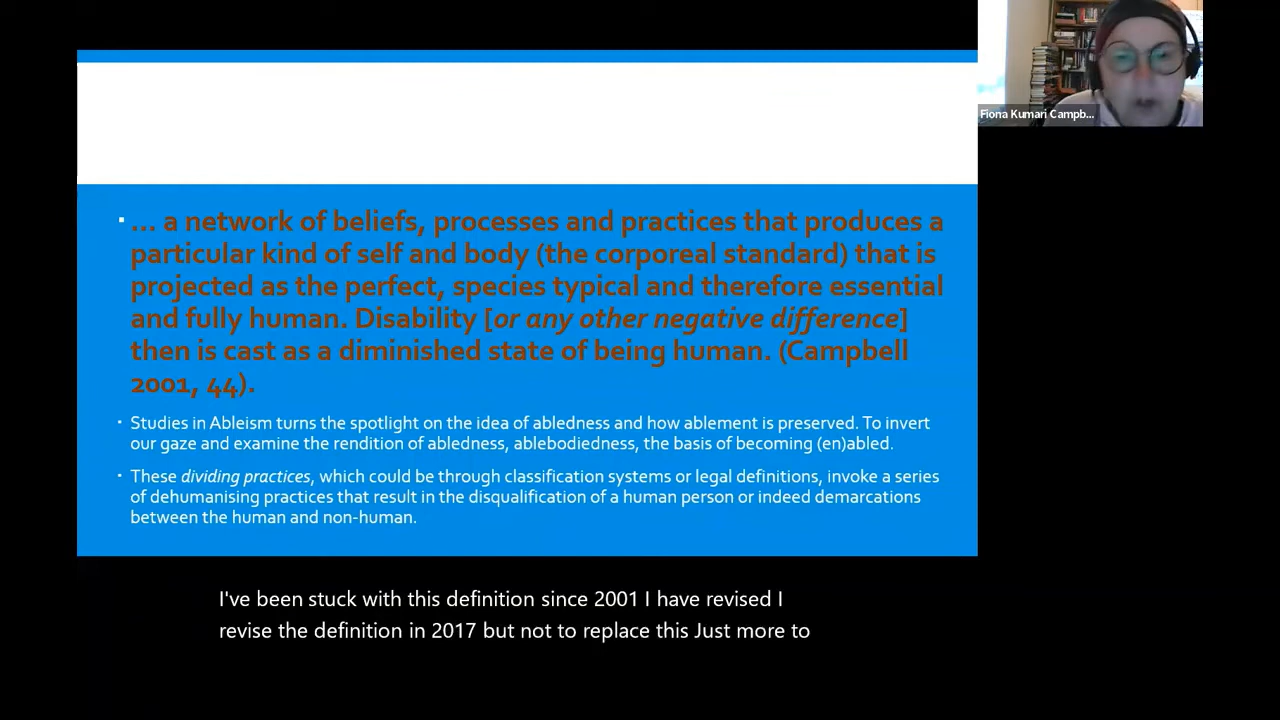 Fiona Kumari Campb...
▪ ... a network of beliefs, processes and practices that produces a
particular kind of self and body (the corporeal standard) that is
projected as the perfect, species typical and therefore essential
and fully human. Disability [or any other negative difference]
then is cast as a diminished state of being human. (Campbell
2001, 44).
▪ Studies in Ableism turns the spotlight on the idea of abledness and how ablement is preserved. To invert
our gaze and examine the rendition of abledness, ablebodiedness, the basis of becoming (en)abled.
▪ These dividing practices, which could be through classification systems or legal definitions, invoke a series
of dehumanising practices that result in the disqualification of a human person or indeed demarcations
between the human and non-human.
I've been stuck with this definition since 2001 I have revised I
revise the definition in 2017 but not to replace this Just more to